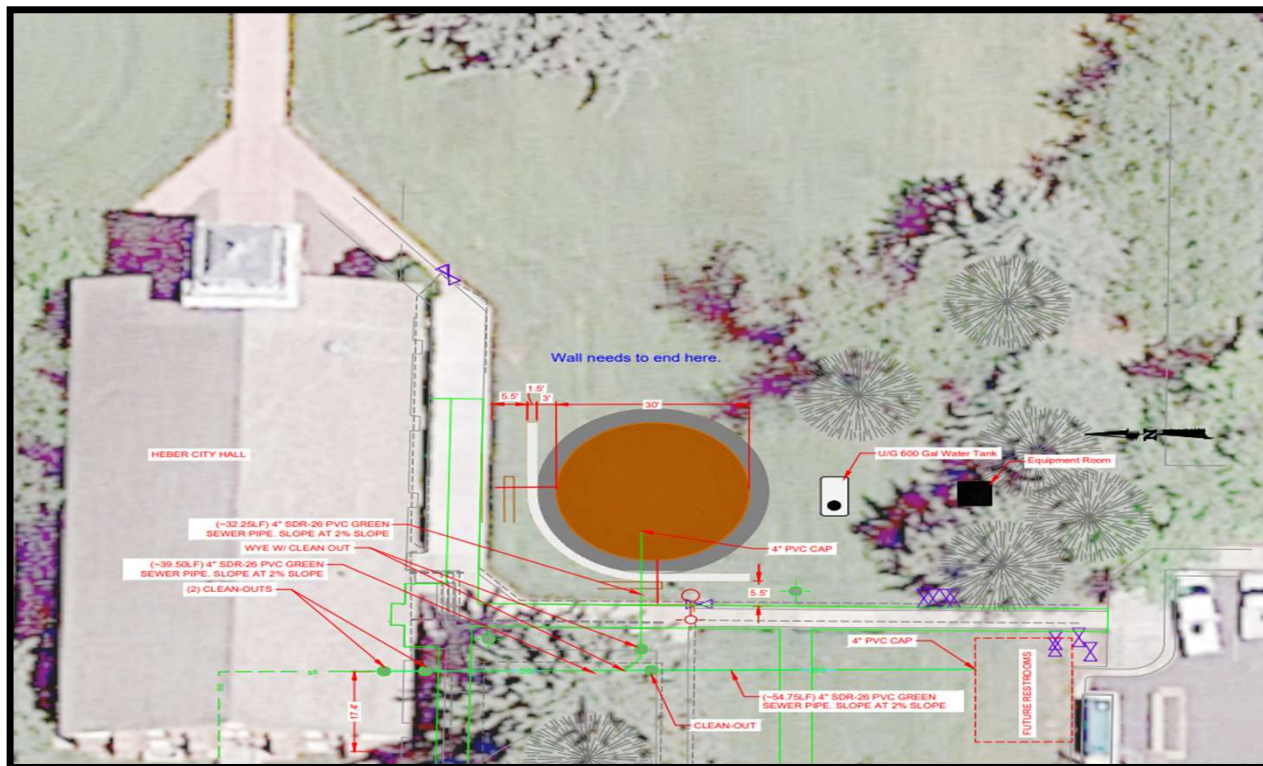 Wall needs to end here.
1.5'
5.5'
3'
30'
HEBER CITY HALL
N
U/G 600 Gal Water Tank
Equipment Room
(~32.25LF) 4" SDR-26 PVC GREEN
SEWER PIPE. SLOPE AT 2% SLOPE
WYE W/ CLEAN OUT
4" PVC CAP
(~39.50LF) 4" SDR-26 PVC GREEN
SEWER PIPE. SLOPE AT 2% SLOPE
(2) CLEAN-OUTS
5.5'
4" PVC CAP
FUTURE RESTROOMS
(~54.75LF) 4" SDR-26 PVC GREEN
SEWER PIPE. SLOPE AT 2% SLOPE
CLEAN-OUT